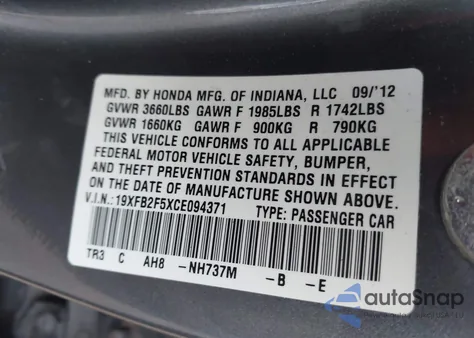 MFD. BY HONDA MFG. OF INDIANA, LLC 09/'12
GVWR 3660LBS GAWR F 1985LBS R 1742LBS
GVWR 1660KG GAWR F 900KG R 790KG
THIS VEHICLE CONFORMS TO ALL APPLICABLE
FEDERAL MOTOR VEHICLE SAFETY, BUMPER,
AND THEFT PREVENTION STANDARDS IN EFFECT
ON THE DATE OF MANUFACTURE SHOWN ABOVE.
V.I.N.: 19XFB2F5XCE094371 TYPE: PASSENGER CAR
TR3 C AH8 -NH737M -B -E
autoSnap